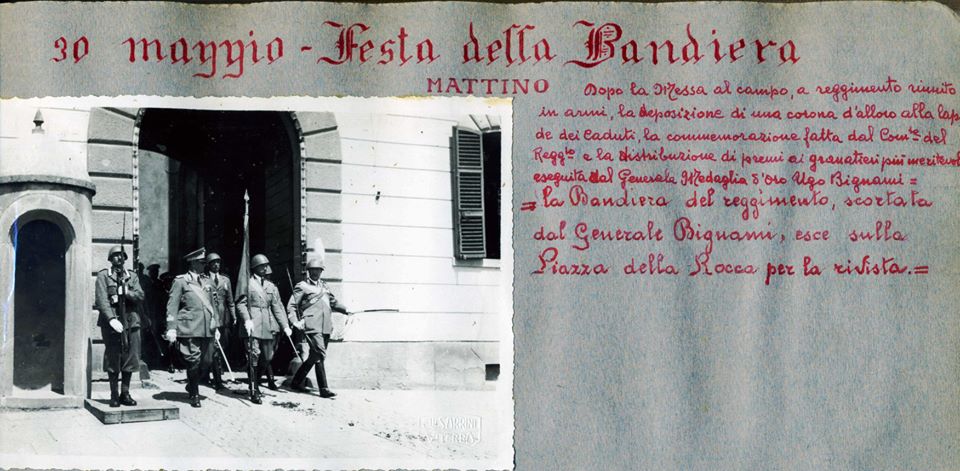 30 maggio - Festa della Bandiera
MATTINO
Dopo la Messa al campo, a reggimento riunito
in armi, la deposizione di una corona d'alloro alla lapi
de dei Caduti, la commemorazione fatta dal Com.te del
Regg.to e la distribuzione di premi ai granatieri più meritevoli
eseguita dal Generale Medaglia d'oro Ugo Bignami =
= la Bandiera del reggimento, scortata
dal Generale Bignami, esce sulla
Piazza della Rocca per la rivista. =
SORRINI
VITERBO